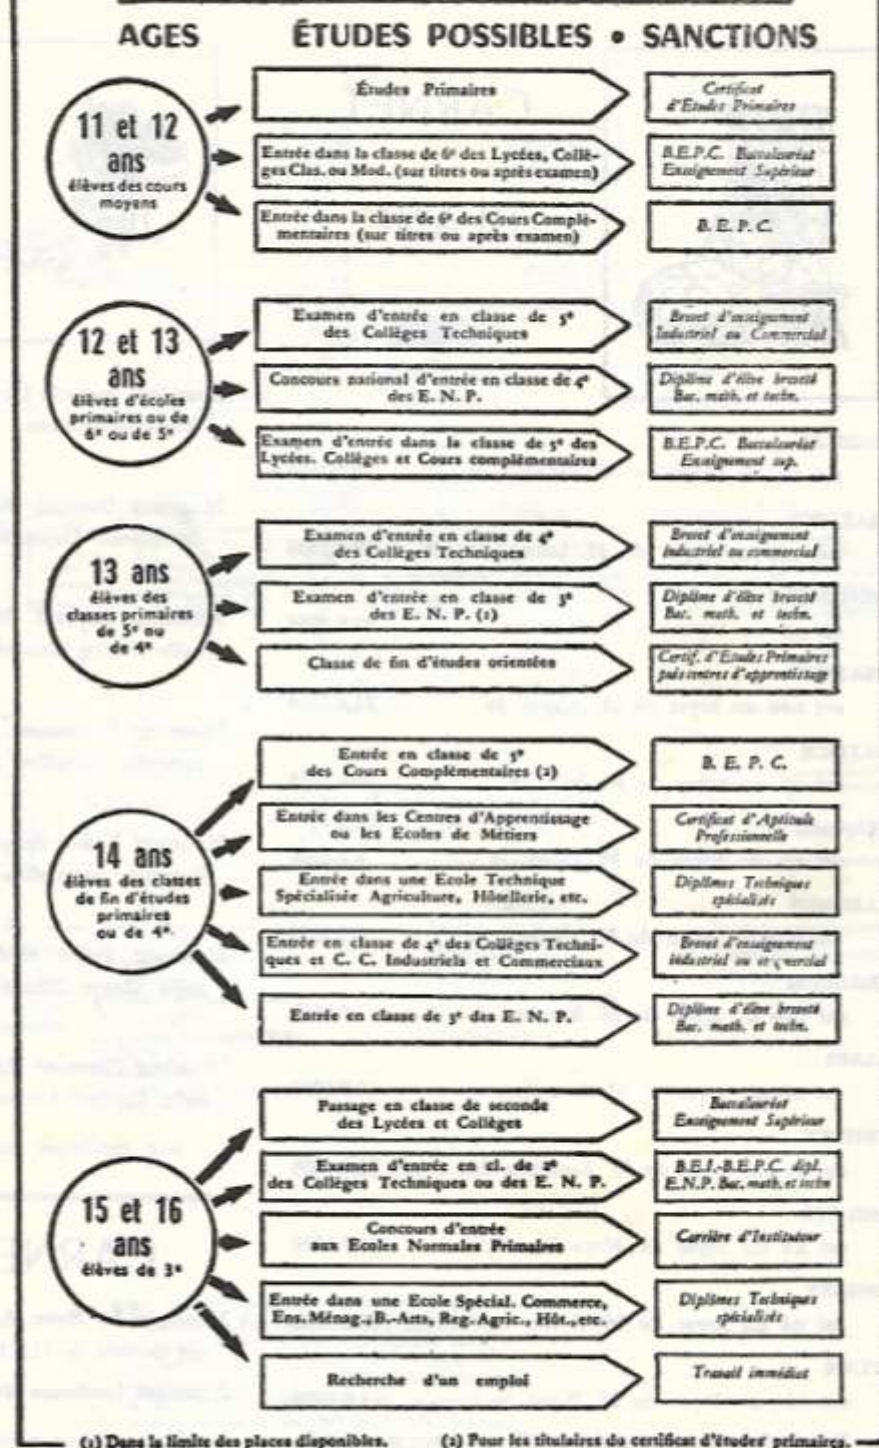 AGES ÉTUDES POSSIBLES • SANCTIONS
11 et 12
ans
élèves des cours
moyens
Études Primaires
Certificat
d'Etudes Primaires
Entrée dans la classe de 6e des Lycées, Collè-
ges Clas. ou Mod. (sur titres ou après examen)
B.E.P.C. Baccalauréat
Enseignement Supérieur
Entrée dans la classe de 6e des Cours Complé-
mentaires (sur titres ou après examen)
B. E. P. C.
12 et 13
ans
élèves d'écoles
primaires ou de
6e ou de 5e
Examen d'entrée en classe de 5e
des Collèges Techniques
Brevet d'enseignement
Industriel ou Commercial
Concours national d'entrée en classe de 4e
des E. N. P.
Diplôme d'élève breveté
Bac. math. et techn.
Examen d'entrée dans la classe de 5e des
Lycées. Collèges et Cours complémentaires
B.E.P.C. Baccalauréat
Enseignement sup.
13 ans
élèves des
classes primaires
de 5e ou
de 4e
Examen d'entrée en classe de 4e
des Collèges Techniques
Brevet d'enseignement
industriel ou commercial
Examen d'entrée en classe de 3e
des E. N. P. (1)
Diplôme d'élève breveté
Bac. math. et techn.
Classe de fin d'études orientées
Certif. d'Etudes Primaires
puis centres d'apprentissage
14 ans
élèves des classes
de fin d'études
primaires
ou de 4e.
Entrée en classe de 5e
des Cours Complémentaires (2)
B. E. P. C.
Entrée dans les Centres d'Apprentissage
ou les Ecoles de Métiers
Certificat d'Aptitude
Professionnelle
Entrée dans une Ecole Technique
Spécialisée Agriculture, Hôtellerie, etc.
Diplômes Techniques
spécialisés
Entrée en classe de 4e des Collèges Techni-
ques et C. C. Industriels et Commerciaux
Brevet d'enseignement
industriel ou commercial
Entrée en classe de 3e des E. N. P.
Diplôme d'élève breveté
Bac. math. et techn.
15 et 16
ans
élèves de 3e
Passage en classe de seconde
des Lycées et Collèges
Baccalauréat
Enseignement Supérieur
Examen d'entrée en cl. de 2e
des Collèges Techniques ou des E. N. P.
B.E.I.-B.E.P.C. dipl.
E.N.P. Bac. math. et techn
Concours d'entrée
aux Ecoles Normales Primaires
Carrière d'Instituteur
Entrée dans une Ecole Spécial. Commerce,
Ens. Ménag., B.-Arts, Reg. Agric., Hôt., etc.
Diplômes Techniques
spécialisés
Recherche d'un emploi
Travail immédiat
(1) Dans la limite des places disponibles. (2) Pour les titulaires du certificat d'études primaires.